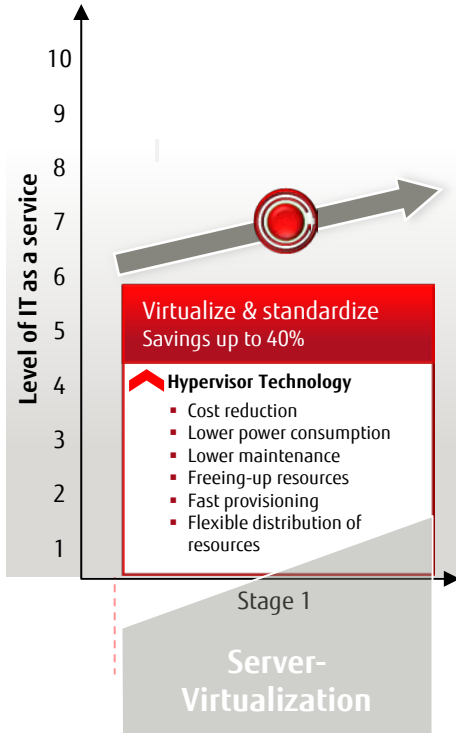 10
9
8
7
6
5
4
3
2
1
Level of IT as a service
Virtualize & standardize
Savings up to 40%
Hypervisor Technology
▪ Cost reduction
▪ Lower power consumption
▪ Lower maintenance
▪ Freeing-up resources
▪ Fast provisioning
▪ Flexible distribution of
resources
Stage 1
Server-
Virtualization